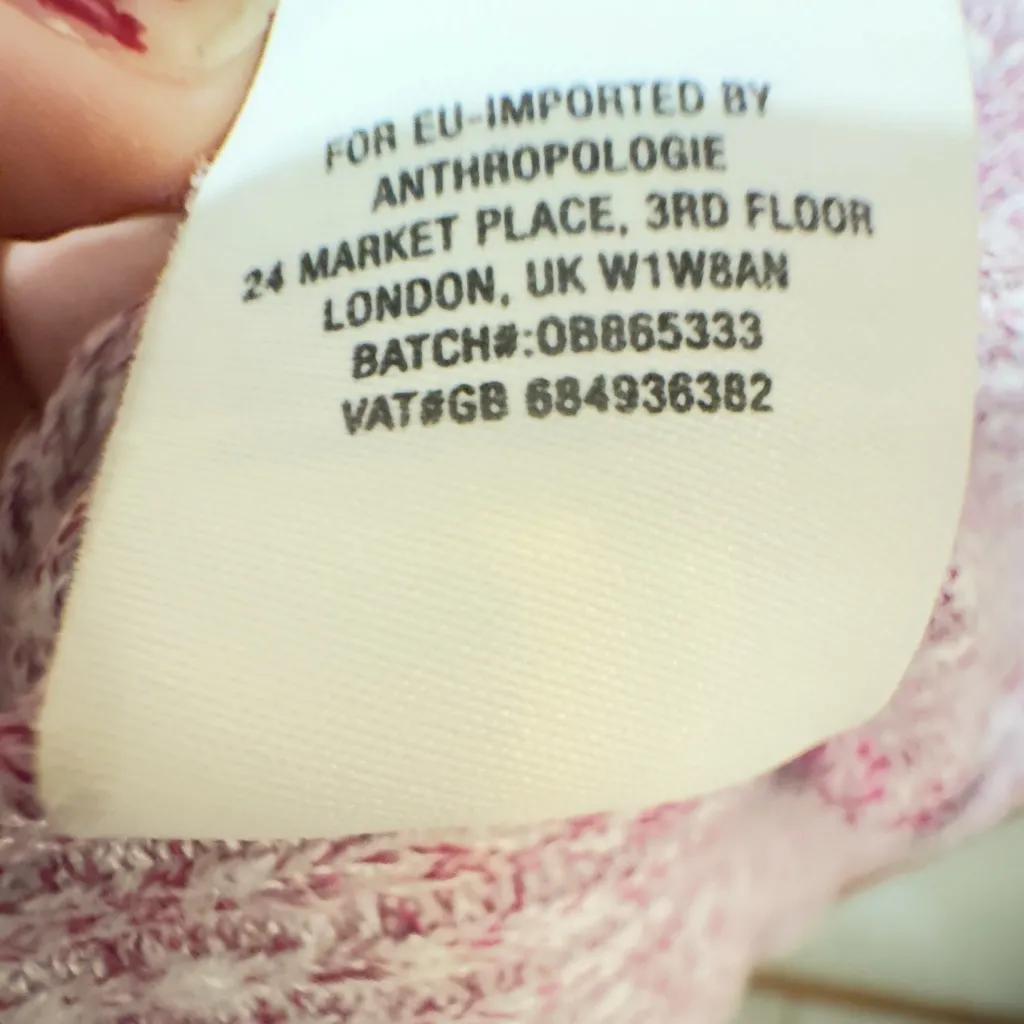 FOR EU-IMPORTED BY
ANTHROPOLOGIE
24 MARKET PLACE, 3RD FLOOR
LONDON, UK W1W8AN
BATCH#:OB865333
VAT#GB 684936382